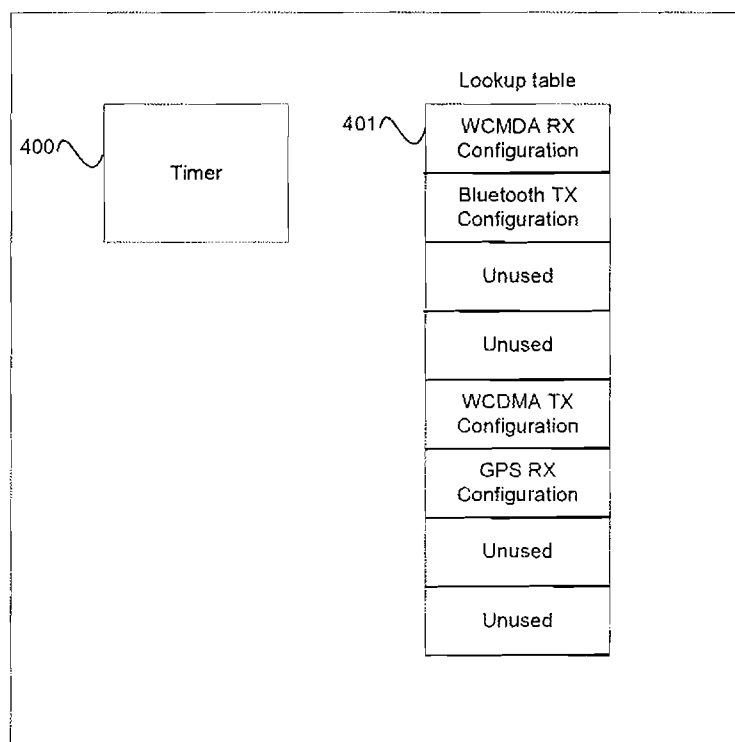 Lookup table
400
Timer
401
WCMDA RX
Configuration
Bluetooth TX
Configuration
Unused
Unused
WCDMA TX
Configuration
GPS RX
Configuration
Unused
Unused